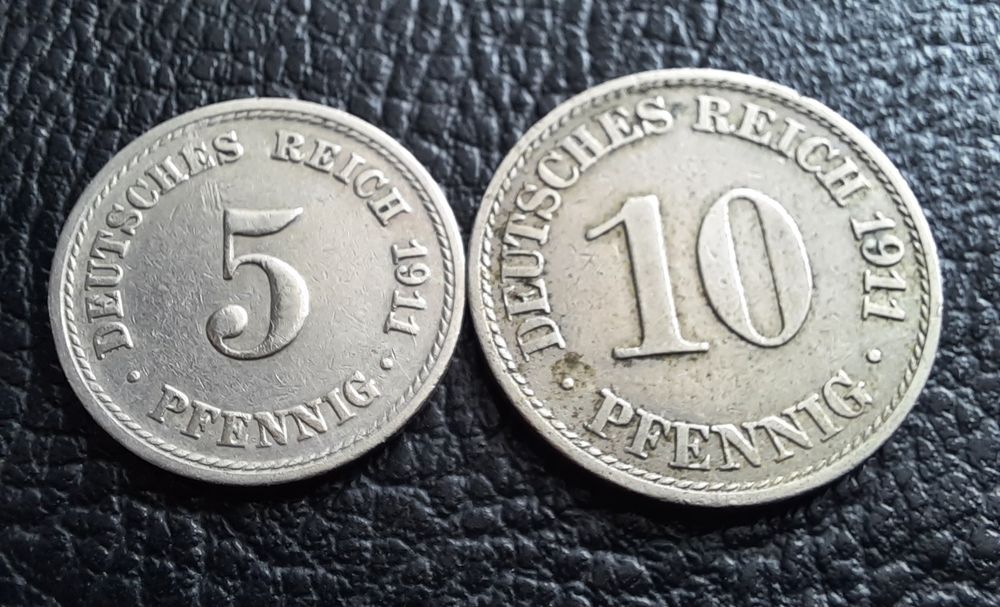 DEUTSCHES REICH 1911
5
• PFENNIG •
DEUTSCHES REICH 1911
10
• PFENNIG •